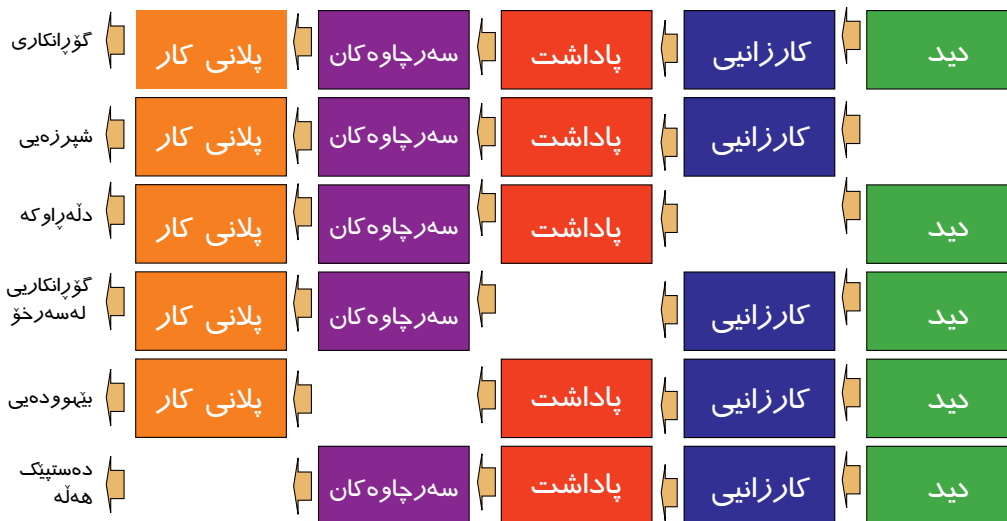 دید
کارزانیی
پاداشت
سەرچاوەکان
پلانی کار
گۆڕانکاری
کارزانیی
پاداشت
سەرچاوەکان
پلانی کار
شپرزەیی
دید
پاداشت
سەرچاوەکان
پلانی کار
دڵەڕاوکە
دید
کارزانیی
سەرچاوەکان
پلانی کار
گۆڕانکاریی
لەسەرخۆ
دید
کارزانیی
پاداشت
پلانی کار
بێهوودەیی
دید
کارزانیی
پاداشت
سەرچاوەکان
دەستپێک
هەڵە